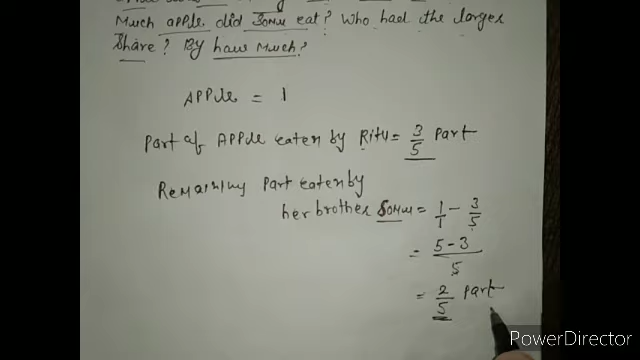 Much apple did Somu eat? Who had the larger
Share? By how Much?
Apple = 1
Part of Apple eaten by Ritu = 3/5 Part
Remaining Part eaten by
her brother Somu = 1/1 - 3/5
= 5-3/5
= 2/5 Part
PowerDirector